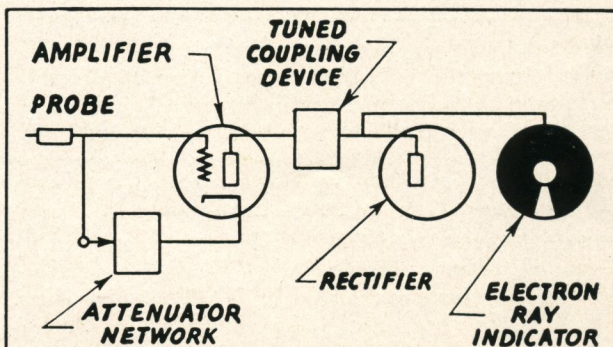 AMPLIFIER
TUNED
COUPLING
DEVICE
PROBE
RECTIFIER
ATTENUATOR
NETWORK
ELECTRON
RAY
INDICATOR